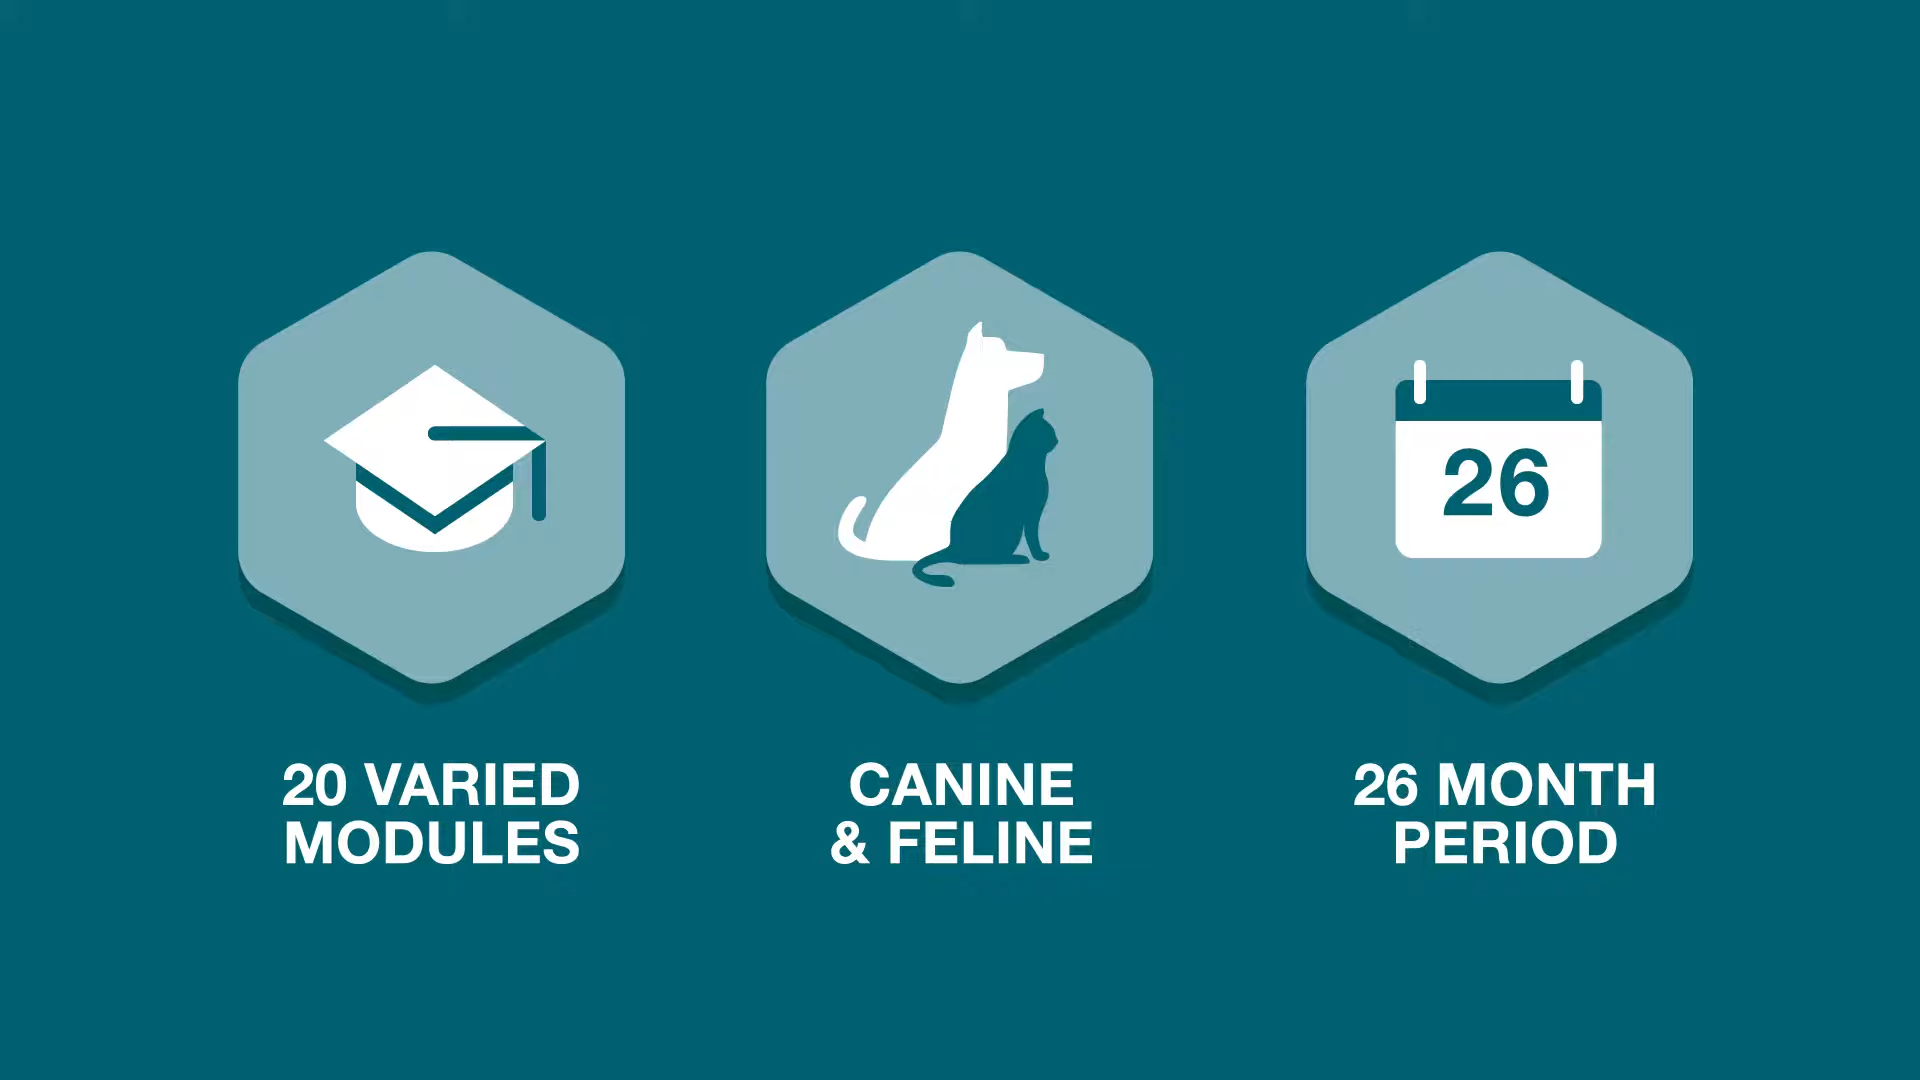 26
20 VARIED
MODULES
CANINE
& FELINE
26 MONTH
PERIOD